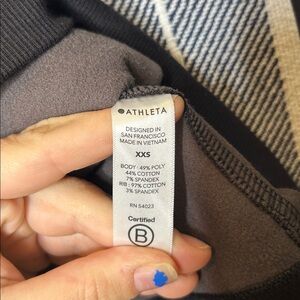 ATHLETA
DESIGNED IN
SAN FRANCISCO
MADE IN VIETNAM
XXS
BODY : 49% POLY
44% COTTON
7% SPANDEX
RIB : 97% COTTON
3% SPANDEX
RN 54023
Certified
B